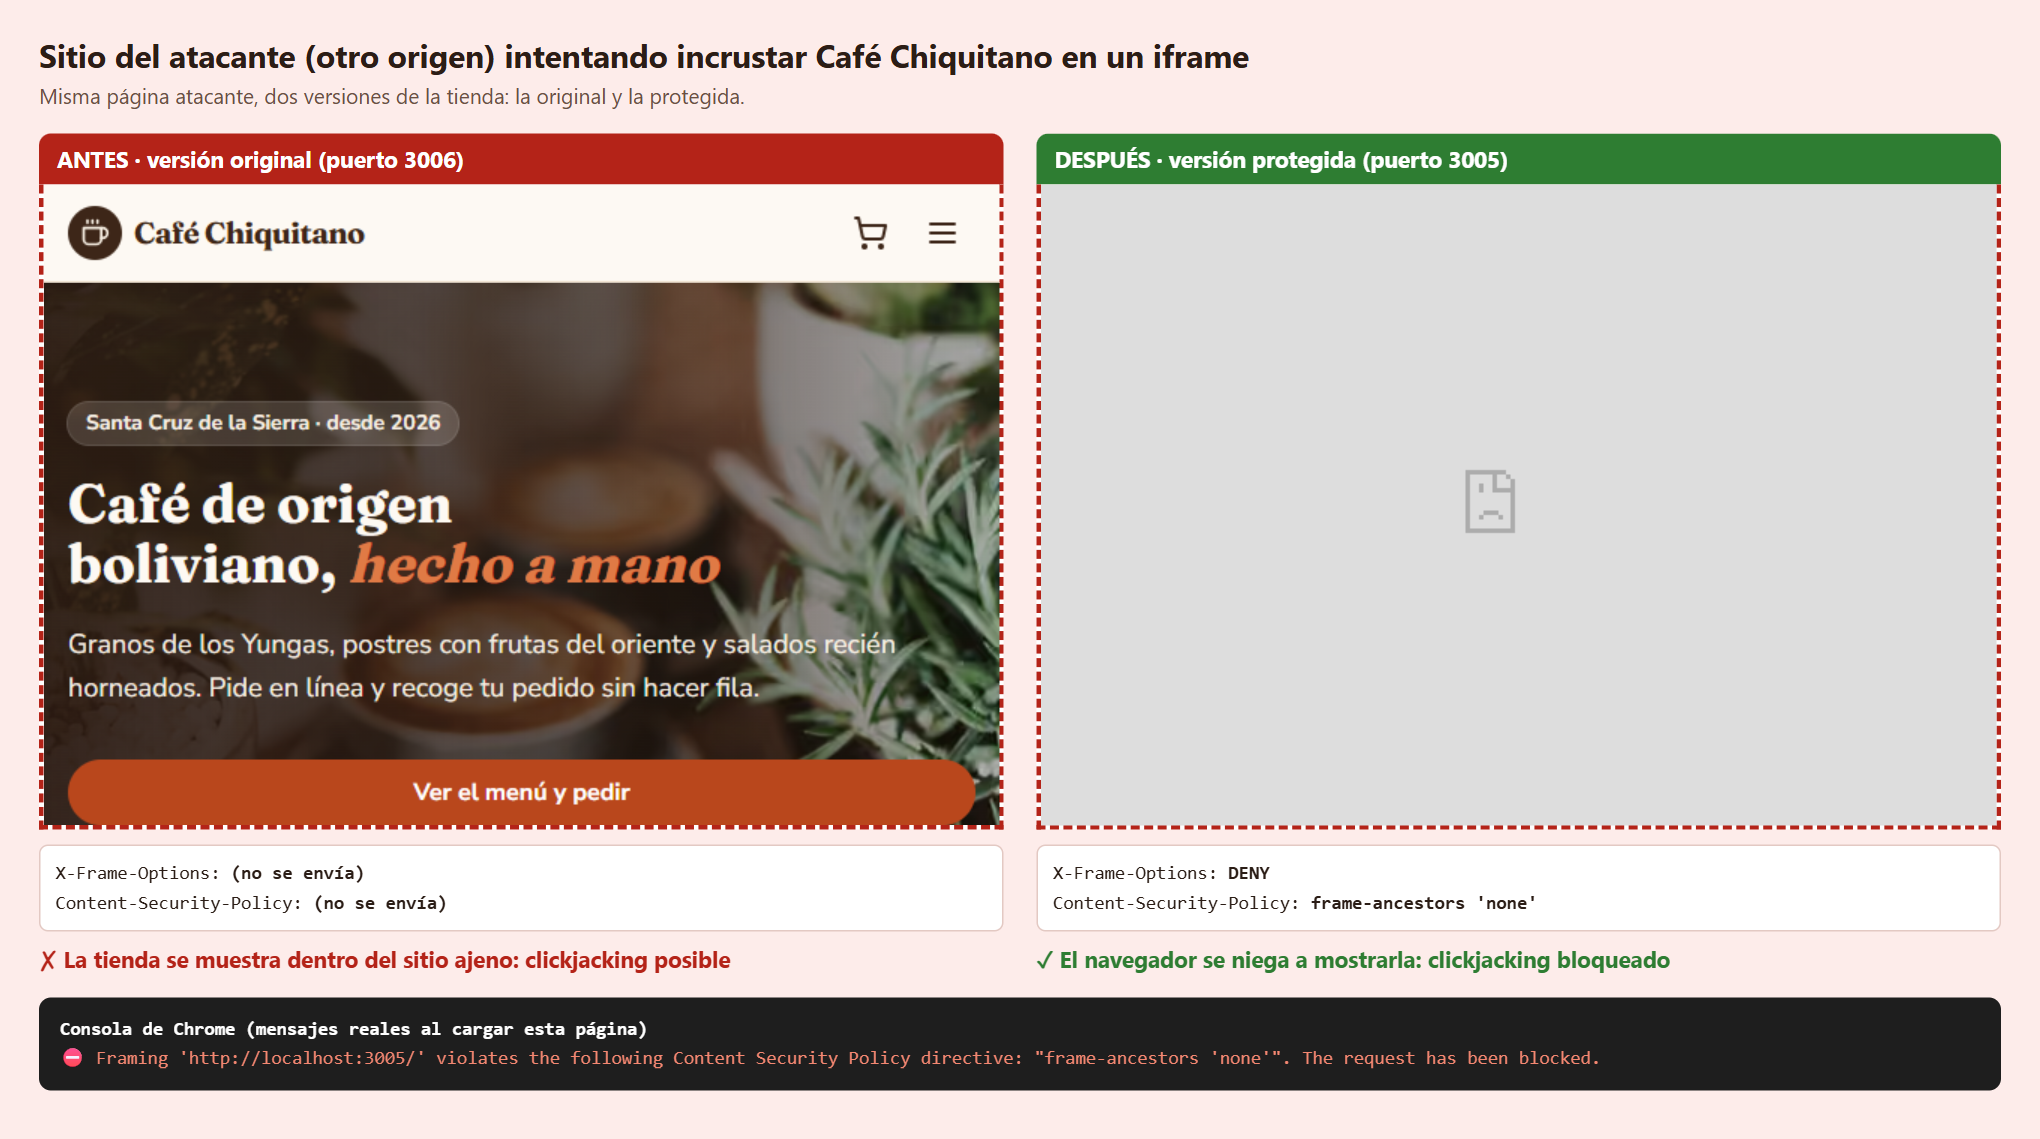 Sitio del atacante (otro origen) intentando incrustar Café Chiquitano en un iframe
Misma página atacante, dos versiones de la tienda: la original y la protegida.
ANTES · versión original (puerto 3006)
Café Chiquitano
Santa Cruz de la Sierra · desde 2026
Café de origen
boliviano, hecho a mano
Granos de los Yungas, postres con frutas del oriente y salados recién
horneados. Pide en línea y recoge tu pedido sin hacer fila.
Ver el menú y pedir
X-Frame-Options: (no se envía)
Content-Security-Policy: (no se envía)
✗ La tienda se muestra dentro del sitio ajeno: clickjacking posible
DESPUÉS · versión protegida (puerto 3005)
X-Frame-Options: DENY
Content-Security-Policy: frame-ancestors 'none'
✓ El navegador se niega a mostrarla: clickjacking bloqueado
Consola de Chrome (mensajes reales al cargar esta página)
⛔ Framing 'http://localhost:3005/' violates the following Content Security Policy directive: "frame-ancestors 'none'". The request has been blocked.